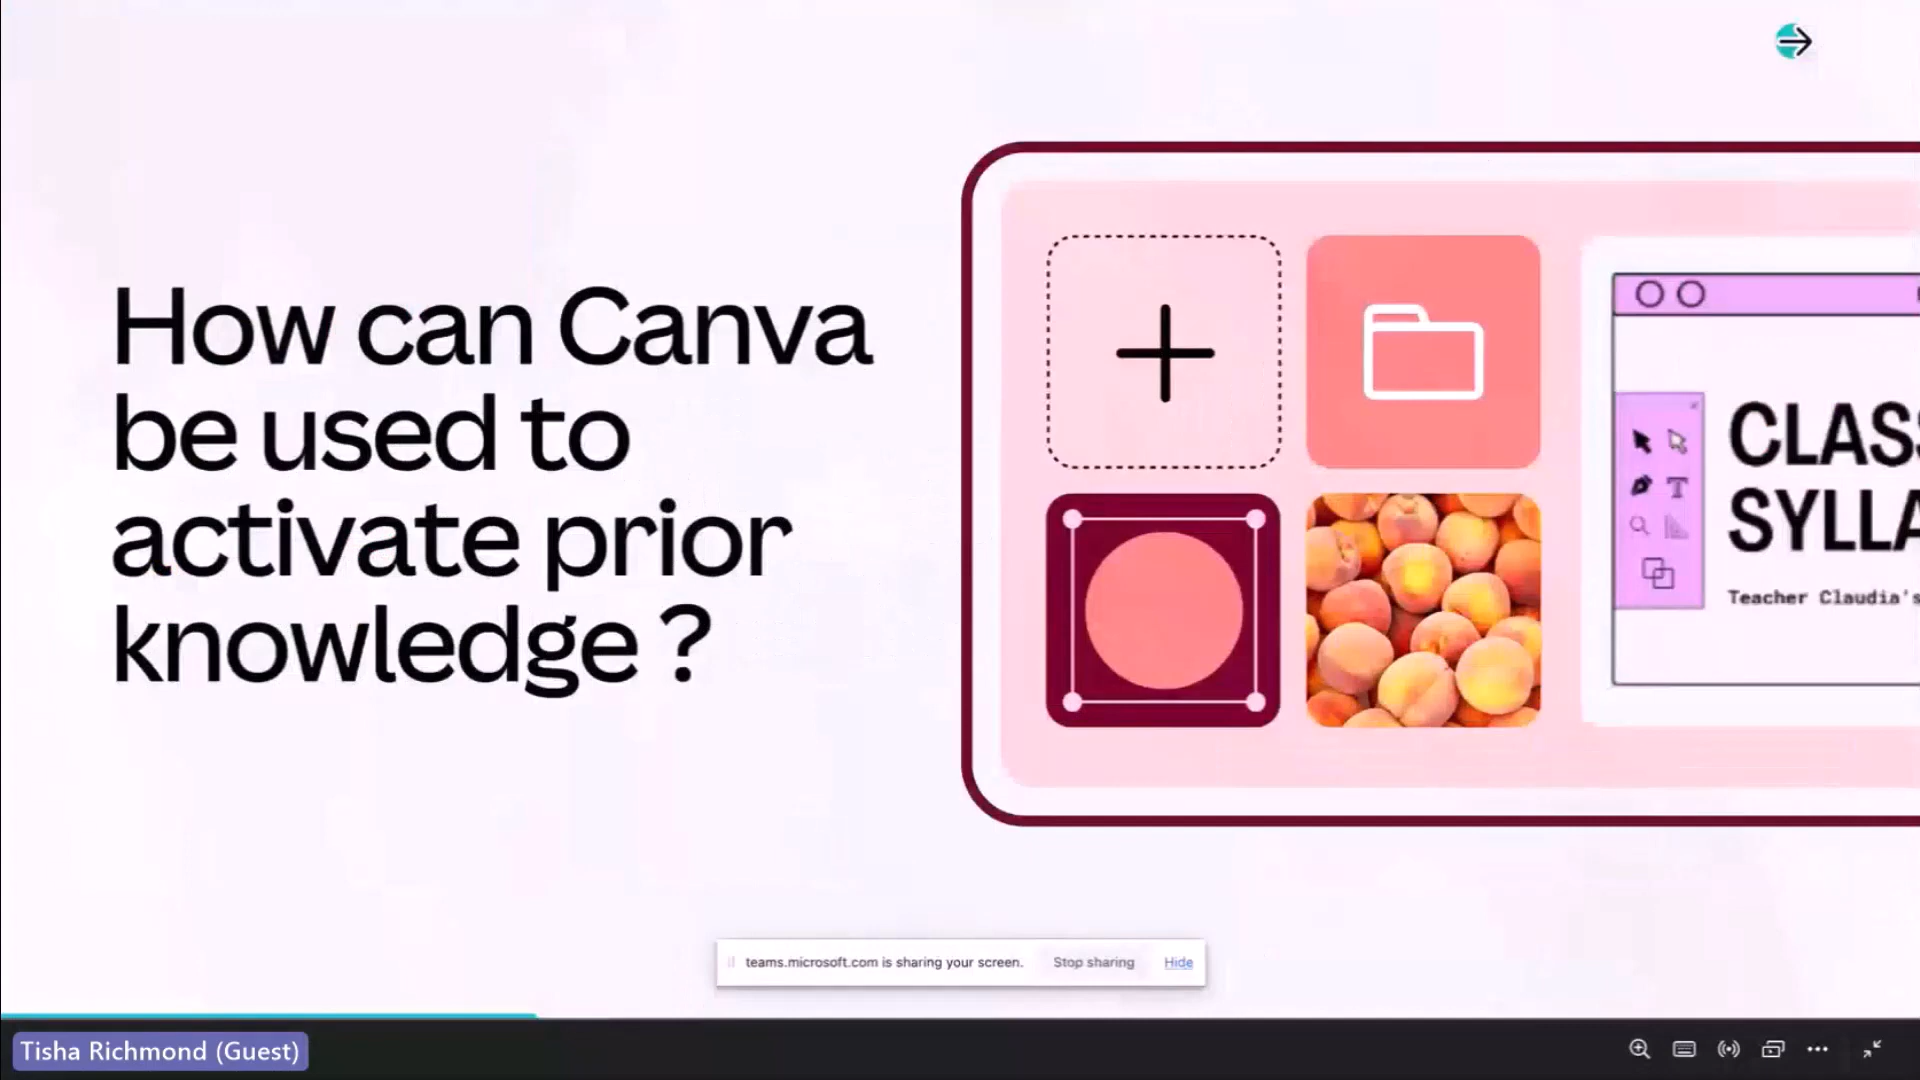 How can Canva
be used to
activate prior
knowledge ?
CLASS
SYLLA
Teacher Claudia's
teams.microsoft.com is sharing your screen. Stop sharing Hide
Tisha Richmond (Guest)